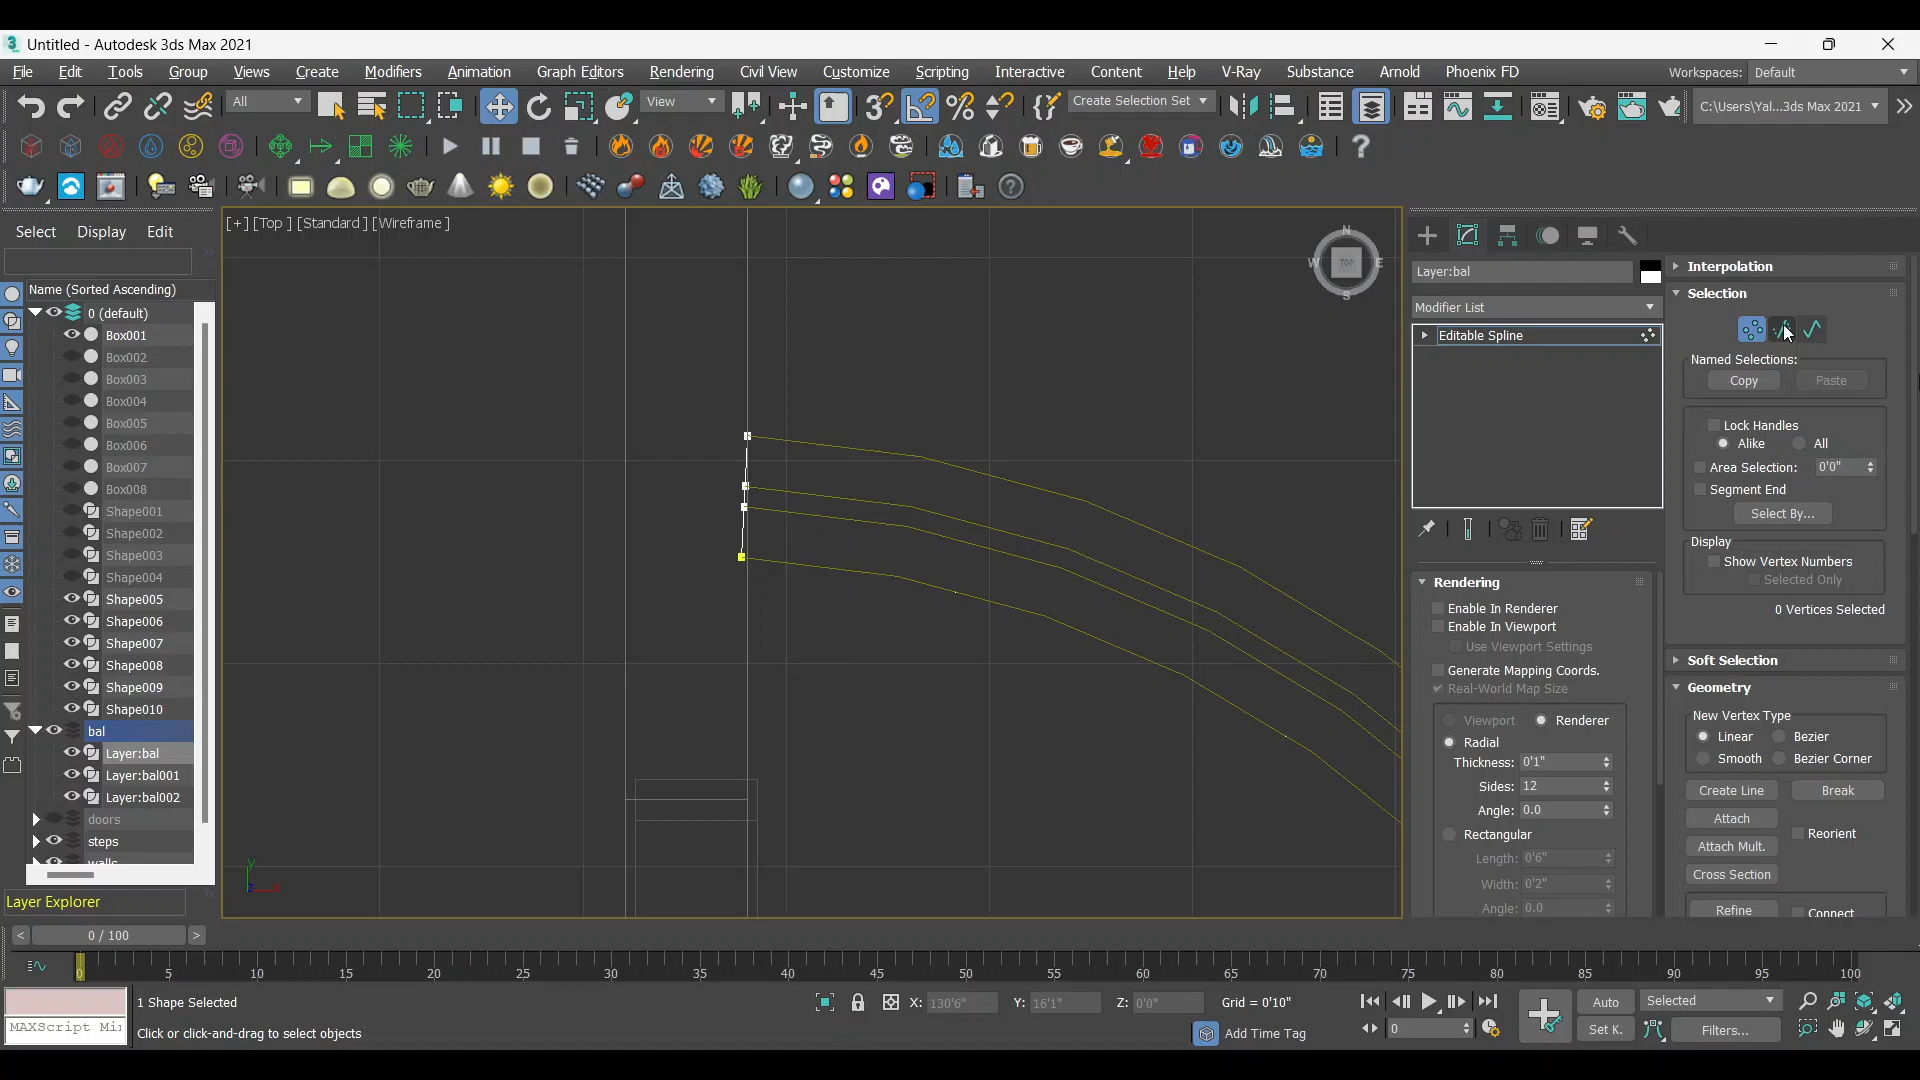 Untitled - Autodesk 3ds Max 2021
File Edit Tools Group Views Create Modifiers Animation Graph Editors Rendering Civil View Customize Scripting Interactive Content Help V-Ray Substance Arnold Phoenix FD Workspaces: Default
All View Create Selection Set C:\Users\Yal...3ds Max 2021
Select Display Edit
[+] [Top ] [Standard ] [Wireframe ]
N
W TOP E
S
Name (Sorted Ascending)
0 (default)
Box001
Box002
Box003
Box004
Box005
Box006
Box007
Box008
Shape001
Shape002
Shape003
Shape004
Shape005
Shape006
Shape007
Shape008
Shape009
Shape010
bal
Layer:bal
Layer:bal001
Layer:bal002
doors
steps
walls
Layer Explorer
Layer:bal
Modifier List
Editable Spline
Rendering
Enable In Renderer
Enable In Viewport
Use Viewport Settings
Generate Mapping Coords.
Real-World Map Size
Viewport Renderer
Radial
Thickness: 0'1"
Sides: 12
Angle: 0.0
Rectangular
Length: 0'6"
Width: 0'2"
Angle: 0.0
Interpolation
Selection
Named Selections:
Copy Paste
Lock Handles
Alike All
Area Selection: 0'0"
Segment End
Select By...
Display
Show Vertex Numbers
Selected Only
0 Vertices Selected
Soft Selection
Geometry
New Vertex Type
Linear Bezier
Smooth Bezier Corner
Create Line Break
Attach
Reorient
Attach Mult.
Cross Section
Refine Connect
y
z x
< 0 / 100 >
0 5 10 15 20 25 30 35 40 45 50 55 60 65 70 75 80 85 90 95 100
1 Shape Selected
X: 130'6" Y: 16'1" Z: 0'0" Grid = 0'10"
Auto Selected
MAXScript Mi
Click or click-and-drag to select objects
Add Time Tag
0
Set K. Filters...